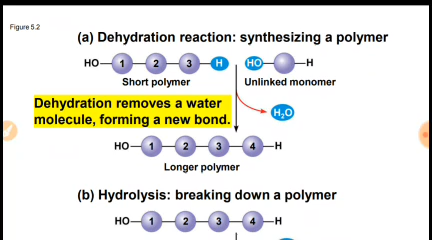 Figure 5.2
(a) Dehydration reaction: synthesizing a polymer
HO 1 2 3 H HO H
Short polymer Unlinked monomer
Dehydration removes a water
molecule, forming a new bond.
H₂O
HO 1 2 3 4 H
Longer polymer
(b) Hydrolysis: breaking down a polymer
HO 1 2 3 4 H